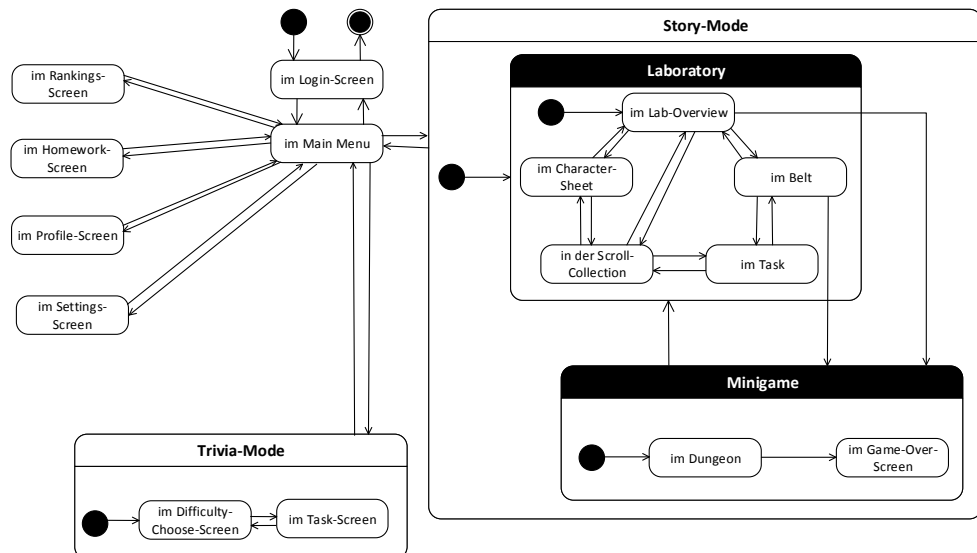 Story-Mode
Laboratory
im Login-Screen
im Rankings-
Screen
im Lab-Overview
im Main Menu
im Homework-
Screen
im Character-
Sheet
im Belt
im Profile-Screen
in der Scroll-
Collection
im Task
im Settings-
Screen
Minigame
Trivia-Mode
im Dungeon
im Game-Over-
Screen
im Difficulty-
Choose-Screen
im Task-Screen